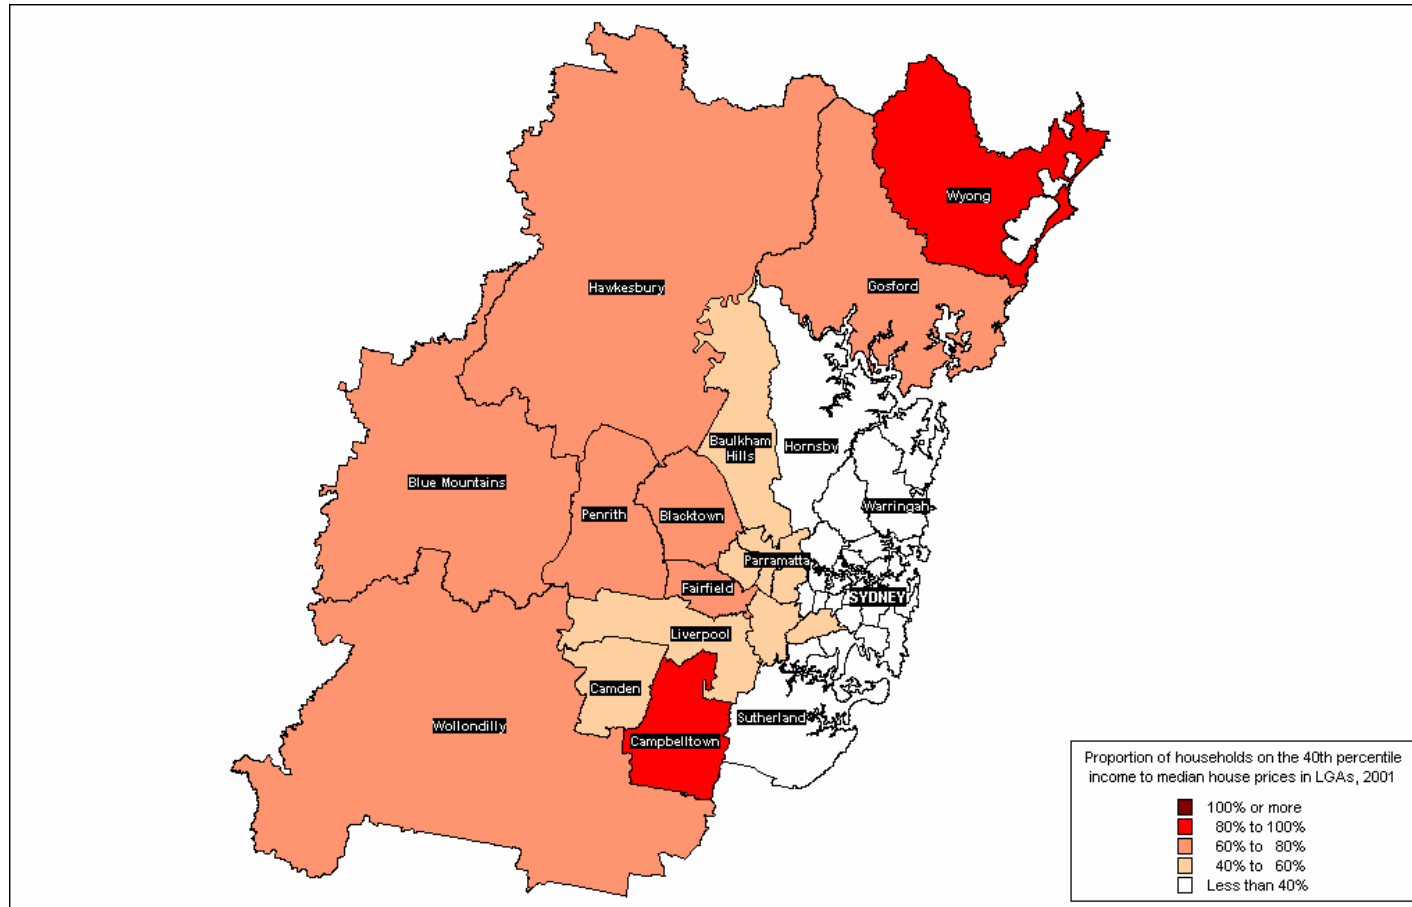 Wyong
Hawkesbury
Gosford
Baulkham
Hills
Hornsby
Blue Mountains
Penrith
Blacktown
Warringah
Parramatta
Fairfield
SYDNEY
Liverpool
Camden
Wollondilly
Campbelltown
Sutherland
Proportion of households on the 40th percentile
income to median house prices in LGAs, 2001
100% or more
80% to 100%
60% to 80%
40% to 60%
Less than 40%